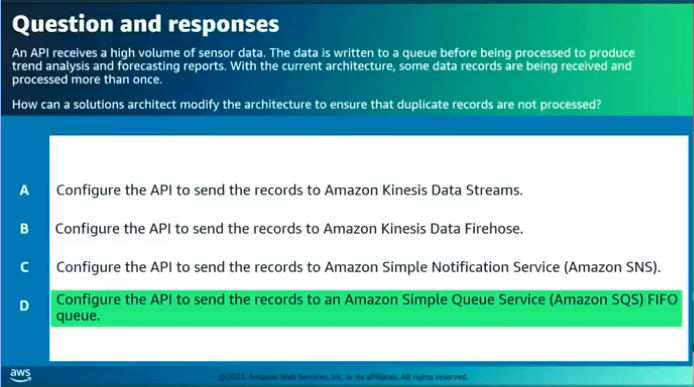 Question and responses
An API receives a high volume of sensor data. The data is written to a queue before being processed to produce
trend analysis and forecasting reports. With the current architecture, some data records are being received and
processed more than once.
How can a solutions architect modify the architecture to ensure that duplicate records are not processed?
A Configure the API to send the records to Amazon Kinesis Data Streams.
B Configure the API to send the records to Amazon Kinesis Data Firehose.
C Configure the API to send the records to Amazon Simple Notification Service (Amazon SNS).
D Configure the API to send the records to an Amazon Simple Queue Service (Amazon SQS) FIFO
queue.
aws
@2023, Amazon Web Services, Inc. or its affiliates. All rights reserved.